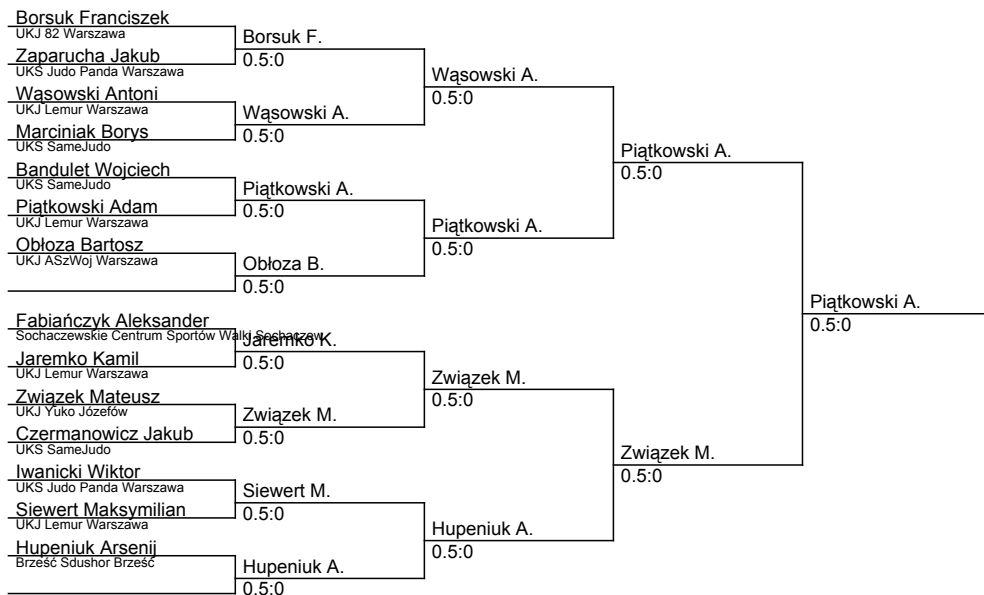 Borsuk Franciszek
UKJ 82 Warszawa
Zaparucha Jakub
UKS Judo Panda Warszawa
Wąsowski Antoni
UKJ Lemur Warszawa
Marciniak Borys
UKS SameJudo
Bandulet Wojciech
UKS SameJudo
Piątkowski Adam
UKJ Lemur Warszawa
Obłoza Bartosz
UKJ ASzWoj Warszawa
Fabiańczyk Aleksander
Sochaczewskie Centrum Sportów Walki Sochaczew
Jaremko Kamil
UKJ Lemur Warszawa
Związek Mateusz
UKJ Yuko Józefów
Czermanowicz Jakub
UKS SameJudo
Iwanicki Wiktor
UKS Judo Panda Warszawa
Siewert Maksymilian
UKJ Lemur Warszawa
Hupeniuk Arsenij
Brześć Sdushor Brześć
Borsuk F.
0.5:0
Wąsowski A.
0.5:0
Piątkowski A.
0.5:0
Obłoza B.
0.5:0
Jaremko K.
0.5:0
Związek M.
0.5:0
Siewert M.
0.5:0
Hupeniuk A.
0.5:0
Wąsowski A.
0.5:0
Piątkowski A.
0.5:0
Związek M.
0.5:0
Hupeniuk A.
0.5:0
Piątkowski A.
0.5:0
Związek M.
0.5:0
Piątkowski A.
0.5:0